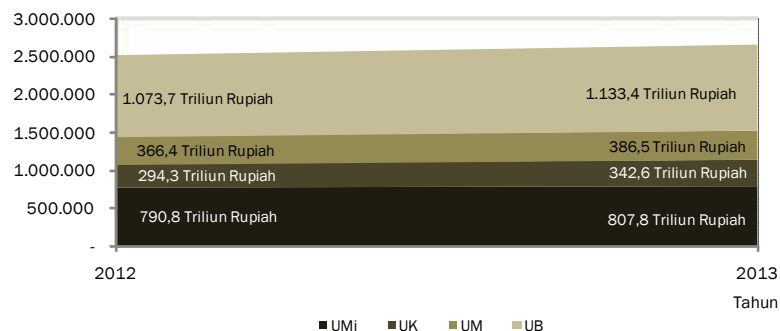 3.000.000
2.500.000
2.000.000
1.500.000
1.000.000
500.000
-
1.073,7 Triliun Rupiah
1.133,4 Triliun Rupiah
366,4 Triliun Rupiah
386,5 Triliun Rupiah
294,3 Triliun Rupiah
342,6 Triliun Rupiah
790,8 Triliun Rupiah
807,8 Triliun Rupiah
2012
2013
Tahun
UMi UK UM UB